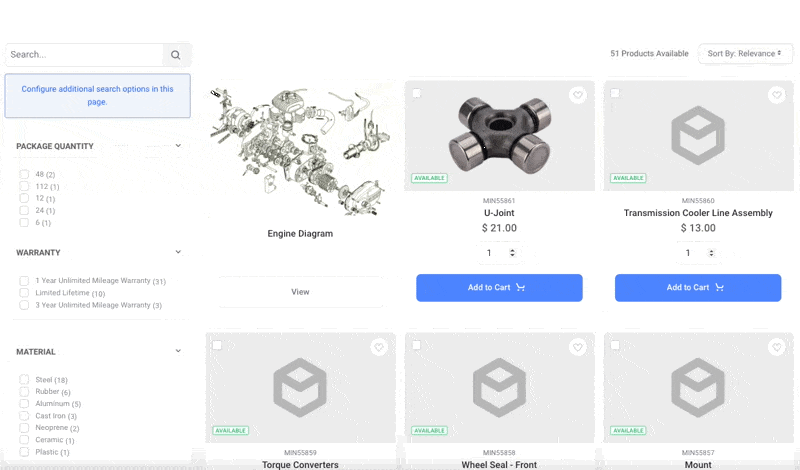 Search...
51 Products Available
Sort By: Relevance
Configure additional search options in this
page.
PACKAGE QUANTITY
48 (2)
112 (1)
12 (1)
24 (1)
6 (1)
WARRANTY
1 Year Unlimited Mileage Warranty (31)
Limited Lifetime (10)
3 Year Unlimited Mileage Warranty (3)
MATERIAL
Steel (18)
Rubber (6)
Aluminum (5)
Cast Iron (3)
Neoprene (2)
Ceramic (1)
Plastic (1)
Engine Diagram
View
AVAILABLE
MIN55861
U-Joint
$ 21.00
1
Add to Cart
AVAILABLE
MIN55860
Transmission Cooler Line Assembly
$ 13.00
1
Add to Cart
AVAILABLE
MIN55859
Torque Converters
AVAILABLE
MIN55858
Wheel Seal - Front
AVAILABLE
MIN55857
Mount